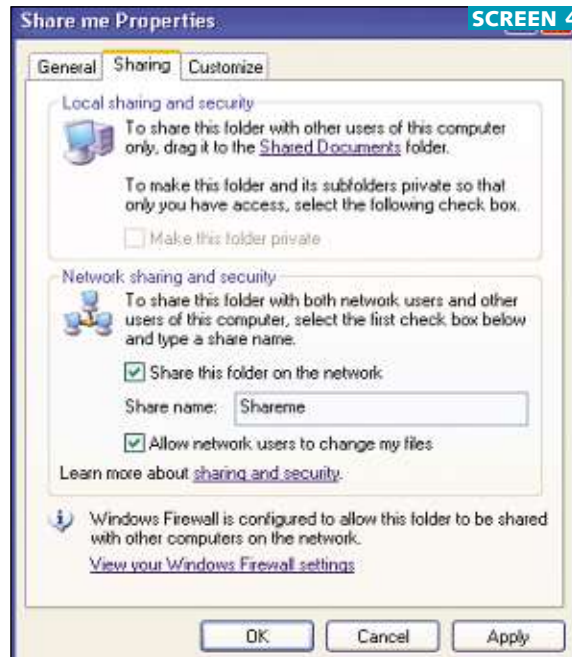 Share me Properties
SCREEN 4
General Sharing Customize
Local sharing and security
To share this folder with other users of this computer
only, drag it to the Shared Documents folder.
To make this folder and its subfolders private so that
only you have access, select the following check box.
Make this folder private
Network sharing and security
To share this folder with both network users and other
users of this computer, select the first check box below
and type a share name.
Share this folder on the network
Share name: Shareme
Allow network users to change my files
Learn more about sharing and security.
Windows Firewall is configured to allow this folder to be shared
with other computers on the network.
View your Windows Firewall settings
OK Cancel Apply